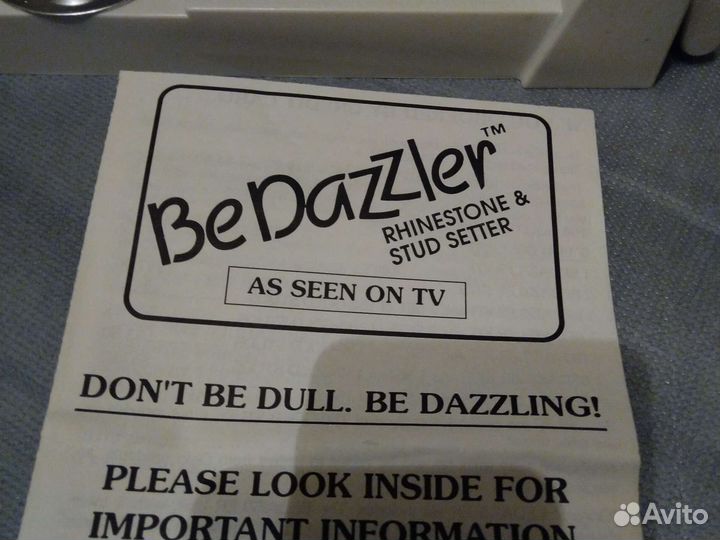 BeDazzler™
RHINESTONE &
STUD SETTER
AS SEEN ON TV
DON'T BE DULL. BE DAZZLING!
PLEASE LOOK INSIDE FOR
IMPORTANT INFORMATION
Avito